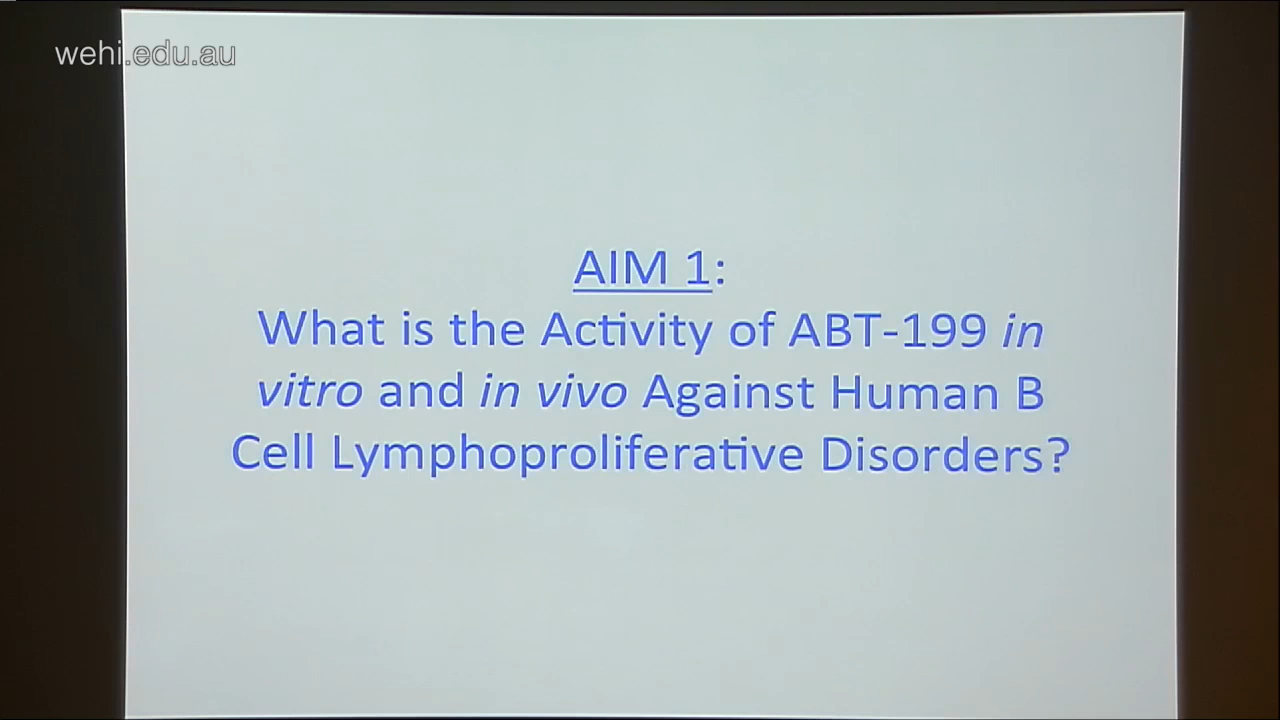 wehi.edu.au
AIM 1:
What is the Activity of ABT-199 in
vitro and in vivo Against Human B
Cell Lymphoproliferative Disorders?